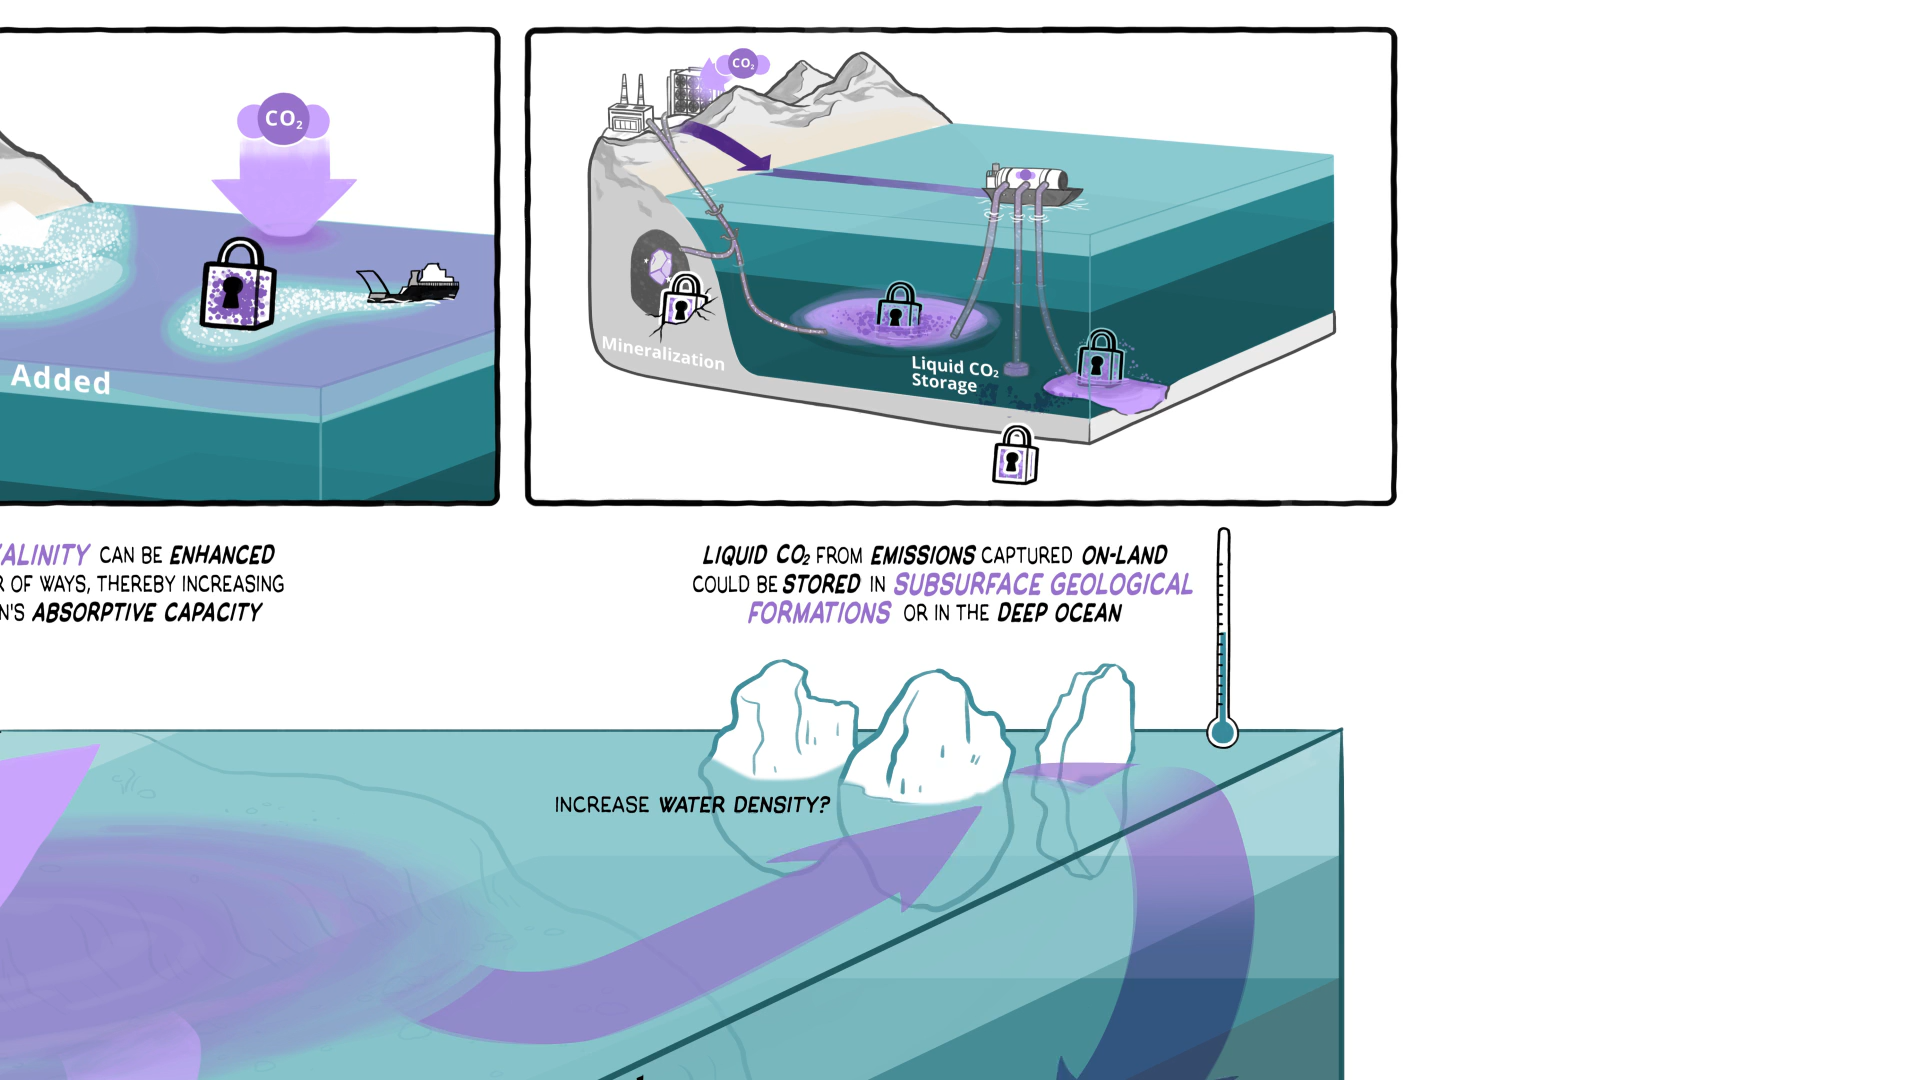 CO₂
Added
CO₂
Mineralization
Liquid CO₂
Storage
CAN BE ENHANCED
OF WAYS, THEREBY INCREASING
ABSORPTIVE CAPACITY
LIQUID CO₂ FROM EMISSIONS CAPTURED ON-LAND
COULD BE STORED IN SUBSURFACE GEOLOGICAL
FORMATIONS OR IN THE DEEP OCEAN
INCREASE WATER DENSITY?